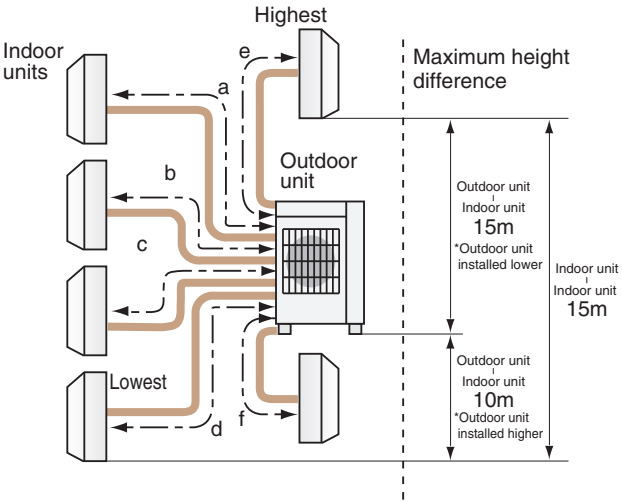 Highest
Indoor
units
e
a
Maximum height
difference
b
Outdoor
unit
c
Outdoor unit
Indoor unit
15m
*Outdoor unit
installed lower
Indoor unit
Indoor unit
15m
Lowest
d
f
Outdoor unit
Indoor unit
10m
*Outdoor unit
installed higher